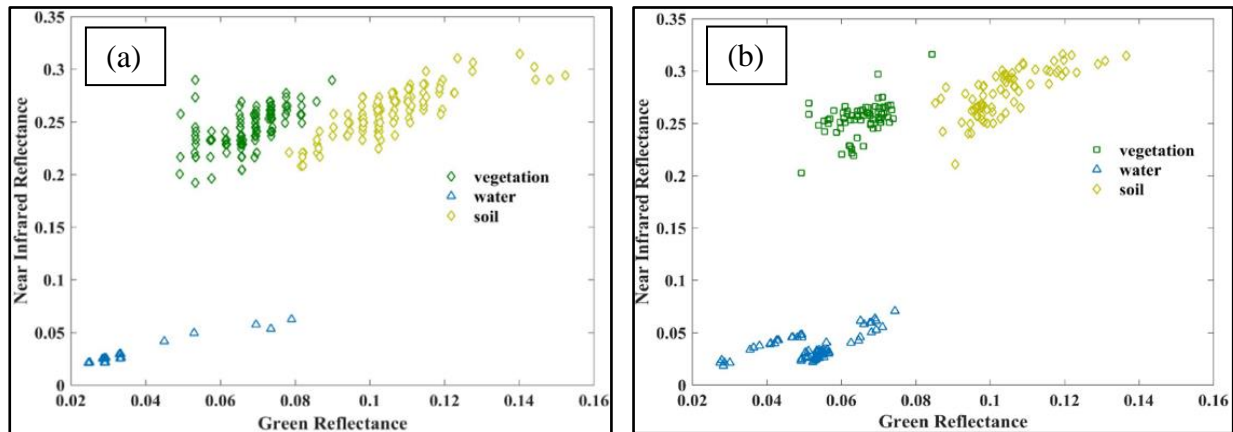 (a)
0.35
0.3
0.25
0.2
0.15
0.1
0.05
0
Near Infrared Reflectance
vegetation
water
soil
0.02 0.04 0.06 0.08 0.1 0.12 0.14 0.16
Green Reflectance
(b)
0.35
0.3
0.25
0.2
0.15
0.1
0.05
0
Near Infrared Reflectance
vegetation
water
soil
0.02 0.04 0.06 0.08 0.1 0.12 0.14 0.16
Green Reflectance